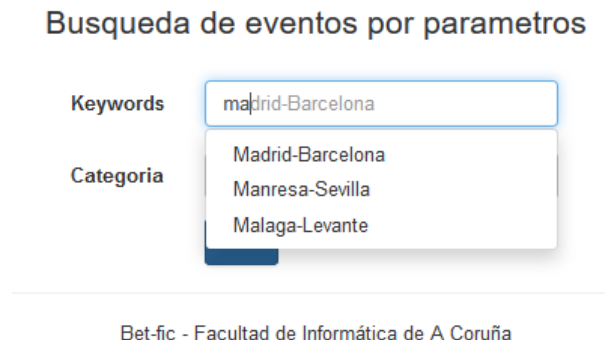 Busqueda de eventos por parametros
Keywords madrid-Barcelona
Madrid-Barcelona
Categoria
Manresa-Sevilla
Malaga-Levante
Bet-fic - Facultad de Informática de A Coruña